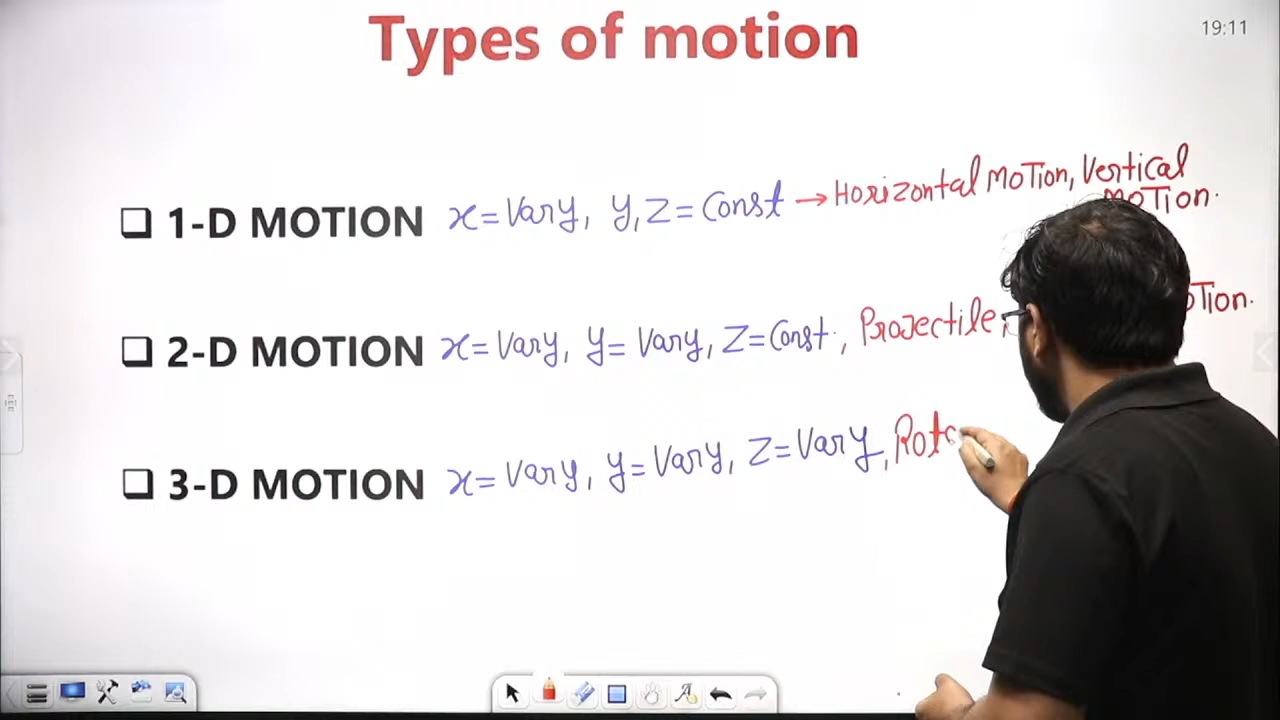 Types of motion
19:11
❑ 1-D MOTION x = Vary, y, z = Const → Horizontal MoTion, Vertical
MoTion.
❑ 2-D MOTION x = Vary, y = Vary, z = Const, Projectile
❑ 3-D MOTION x = Vary, y = Vary, z = Vary,